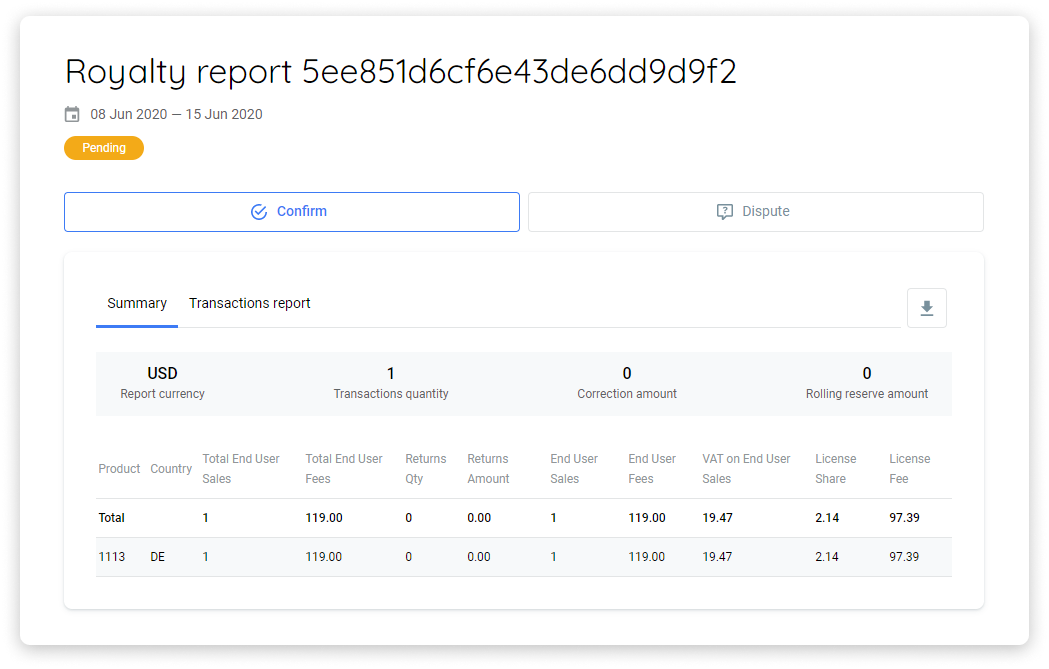 Royalty report 5ee851d6cf6e43de6dd9d9f2
08 Jun 2020 — 15 Jun 2020
Pending
Confirm Dispute
Summary Transactions report
USD 1 0 0
Report currency Transactions quantity Correction amount Rolling reserve amount
Product Country Total End User Sales Total End User Fees Returns Qty Returns Amount End User Sales End User Fees VAT on End User Sales License Share License Fee
Total 1 119.00 0 0.00 1 119.00 19.47 2.14 97.39
1113 DE 1 119.00 0 0.00 1 119.00 19.47 2.14 97.39